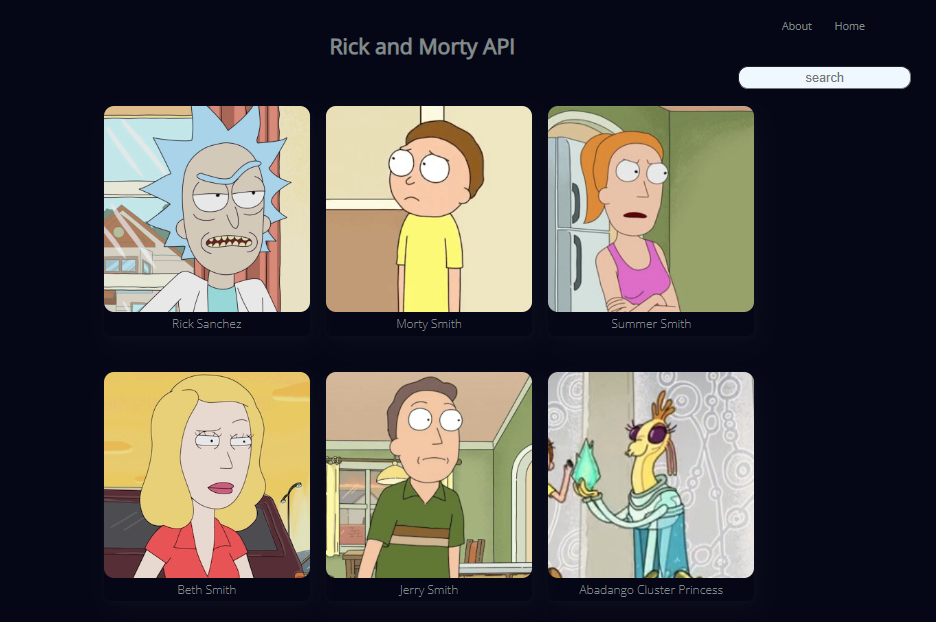 About Home
Rick and Morty API
search
Rick Sanchez
Morty Smith
Summer Smith
Beth Smith
Jerry Smith
Abadango Cluster Princess